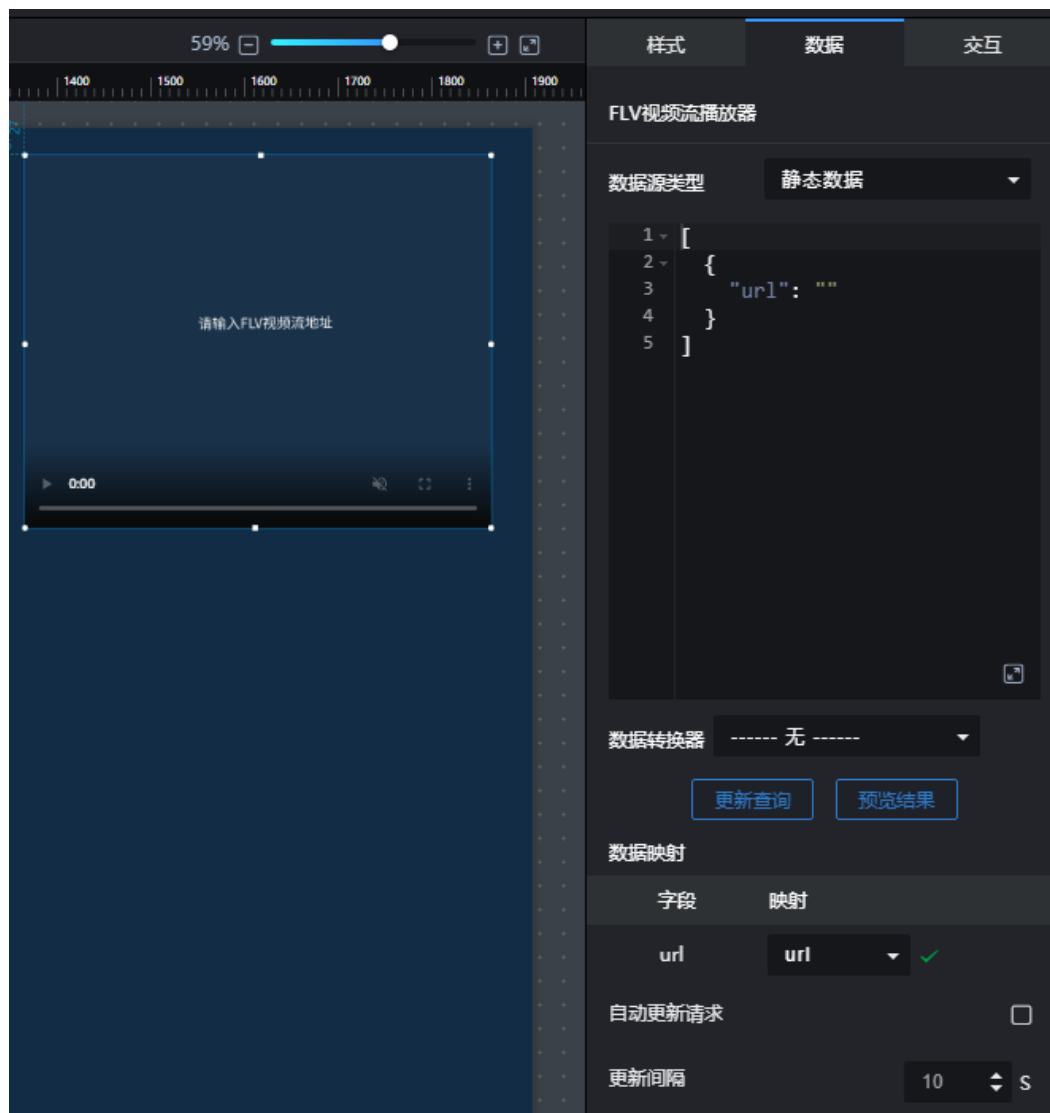 59%
样式 数据 交互
1400 1500 1600 1700 1800 1900
FLV视频流播放器
27
数据源类型 静态数据
1 [
2 {
3 "url": ""
4 }
5 ]
请输入FLV视频流地址
0:00
数据转换器 ------ 无 ------
更新查询 预览结果
数据映射
字段 映射
url url
自动更新请求
更新间隔 10 S